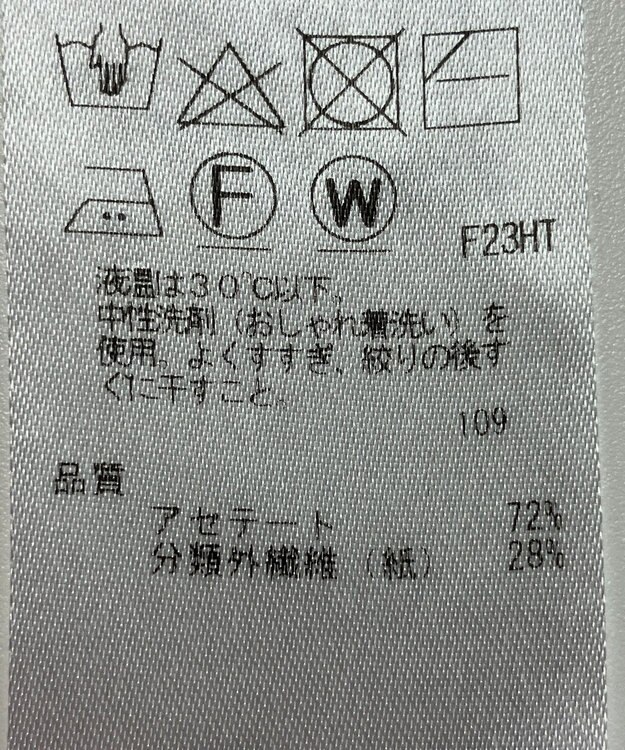 F
W
F23HT
液温は30℃以下。
中性洗剤（おしゃれ着洗い）を
使用。よくすすぎ、絞りの後す
ぐに干すこと。
109
品質
アセテート 72%
分類外繊維（紙） 28%